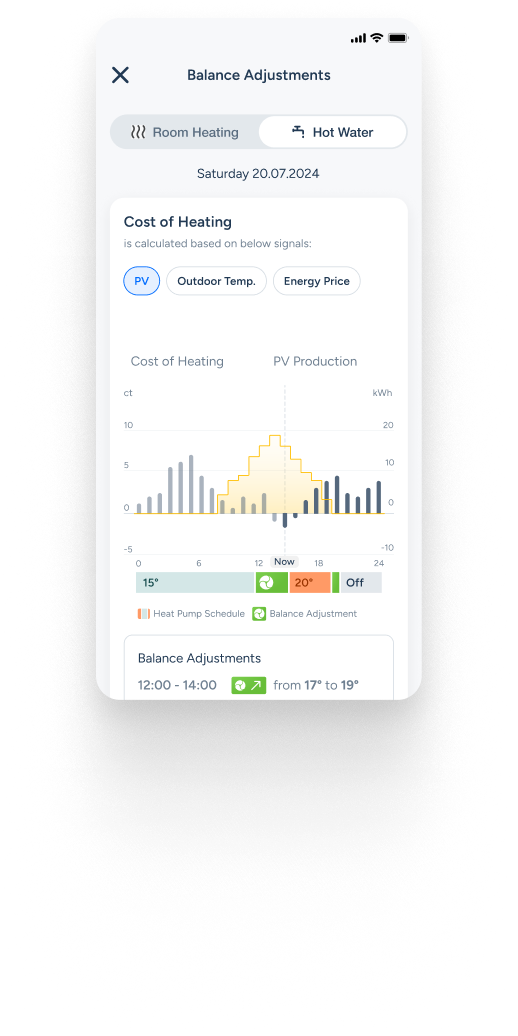 Balance Adjustments
Room Heating
Hot Water
Saturday 20.07.2024
Cost of Heating
is calculated based on below signals:
PV
Outdoor Temp.
Energy Price
Cost of Heating
PV Production
ct
kWh
10
20
5
10
0
0
-5
-10
0
6
12
Now
18
24
15°
20°
Off
Heat Pump Schedule
Balance Adjustment
Balance Adjustments
12:00 - 14:00
from 17° to 19°